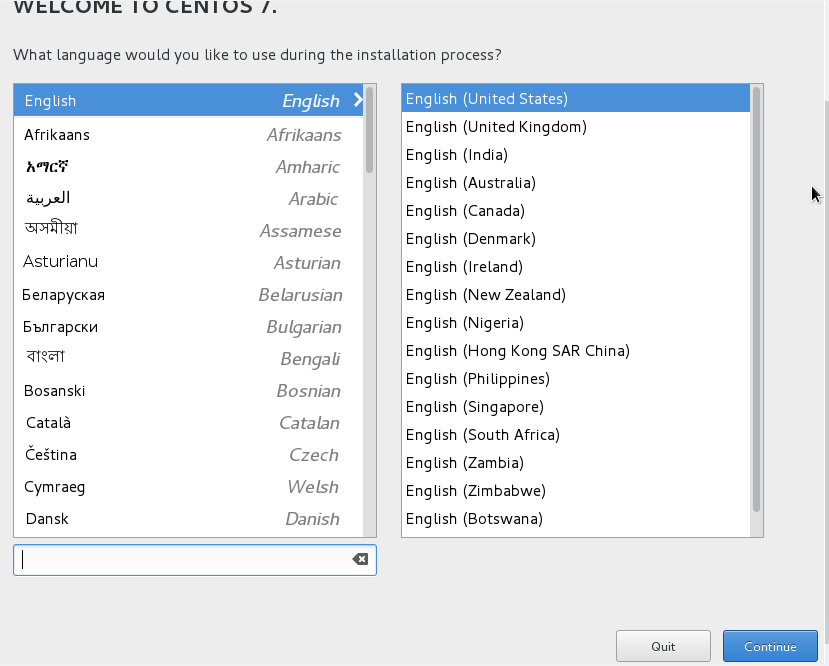 WELCOME TO CENTOS 7.
What language would you like to use during the installation process?
English English
Afrikaans Afrikaans
አማርኛ Amharic
العربية Arabic
অসমীয়া Assamese
Asturianu Asturian
Беларуская Belarusian
Български Bulgarian
বাংলা Bengali
Bosanski Bosnian
Català Catalan
Čeština Czech
Cymraeg Welsh
Dansk Danish
English (United States)
English (United Kingdom)
English (India)
English (Australia)
English (Canada)
English (Denmark)
English (Ireland)
English (New Zealand)
English (Nigeria)
English (Hong Kong SAR China)
English (Philippines)
English (Singapore)
English (South Africa)
English (Zambia)
English (Zimbabwe)
English (Botswana)
Quit
Continue